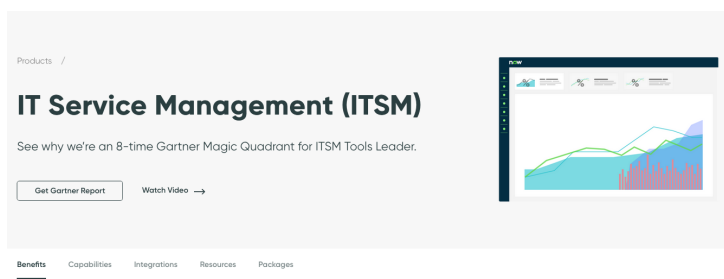 Products /
now
IT Service Management (ITSM)
See why we're an 8-time Gartner Magic Quadrant for ITSM Tools Leader.
Get Gartner Report
Watch Video →
Benefits
Capabilities
Integrations
Resources
Packages